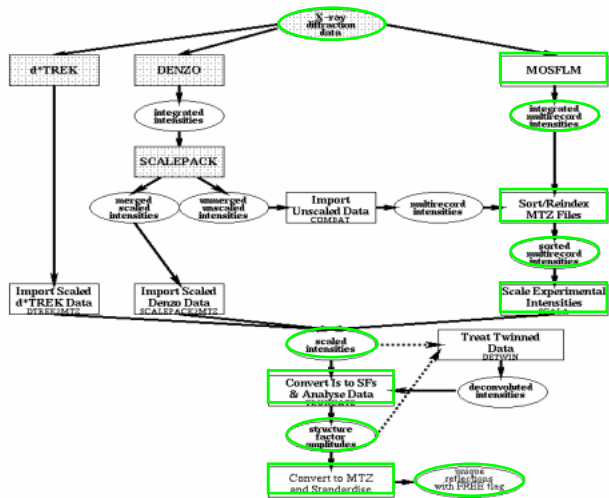 X-ray
diffraction
data
d*TREK
DENZO
MOSFLM
integrated
intensities
integrated
multirecord
intensities
SCALEPACK
merged
scaled
intensities
unmerged
unscaled
intensities
Import
Unscaled Data
COMBAT
multirecord
intensities
Sort/Reindex
MTZ Files
sorted
multirecord
intensities
Import Scaled
d*TREK Data
DTREK2MTZ
Import Scaled
Denzo Data
SCALEPACK2MTZ
Scale Experimental
Intensities
SCALA
scaled
intensities
Treat Twinned
Data
DETWIN
Convert Is to SFs
& Analyse Data
deconvoluted
intensities
structure
factor
amplitudes
Convert to MTZ
and Standardise
unique
reflections
with FREE flag